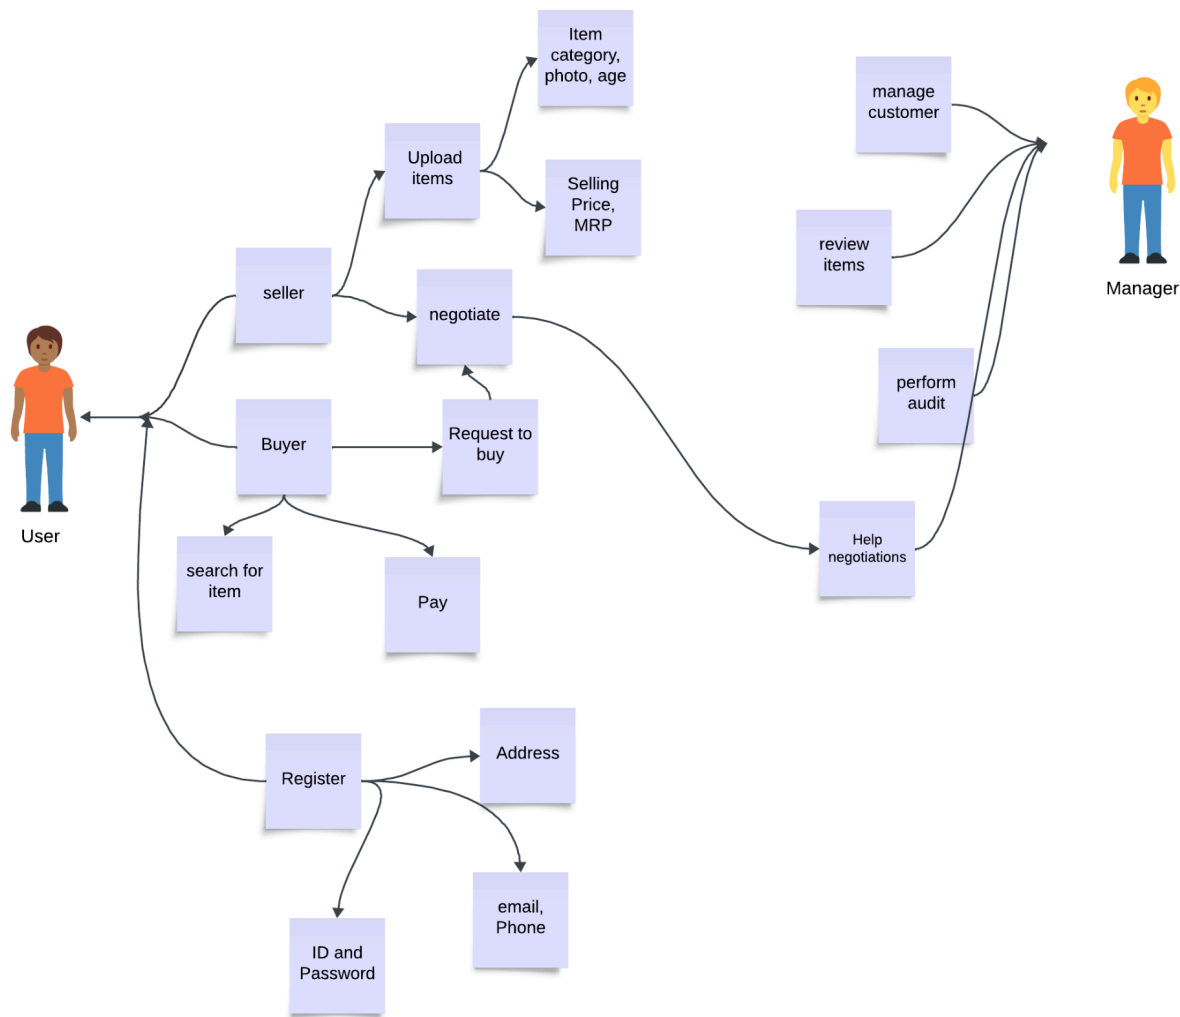 Item
category,
photo, age
manage
customer
Upload
items
Selling
Price,
MRP
review
items
Manager
seller
negotiate
perform
audit
Buyer
Request to
buy
User
Help
negotiations
search for
item
Pay
Address
Register
email,
Phone
ID and
Password